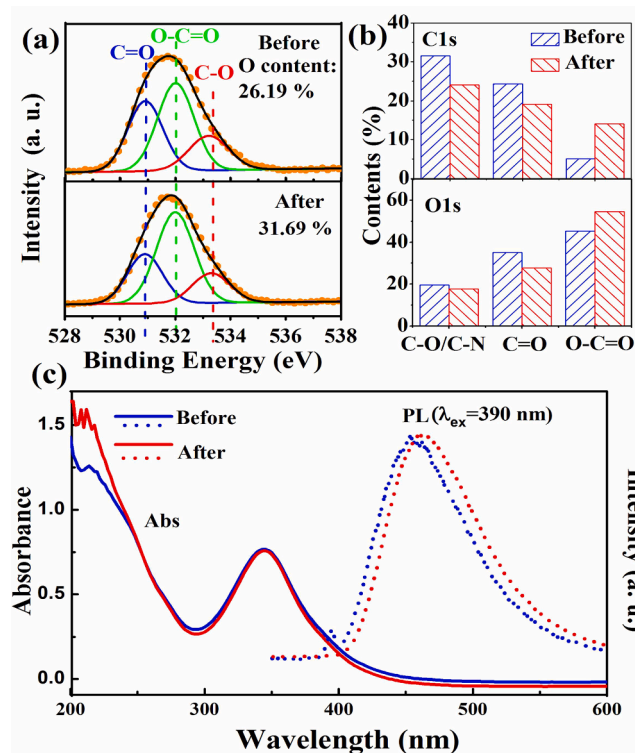 (a)
O-C=O
C=O
C-O
Before
O content:
26.19 %
After
31.69 %
Intensity (a. u.)
528 530 532 534 536 538
Binding Energy (eV)
(b)
C1s
Before
After
40
30
20
10
0
O1s
60
40
20
0
Contents (%)
C-O/C-N C=O O-C=O
(c)
Before
After
PL (λex=390 nm)
Abs
1.5
1.0
0.5
0.0
Absorbance
Intensity (a. u.)
200 300 400 500 600
Wavelength (nm)